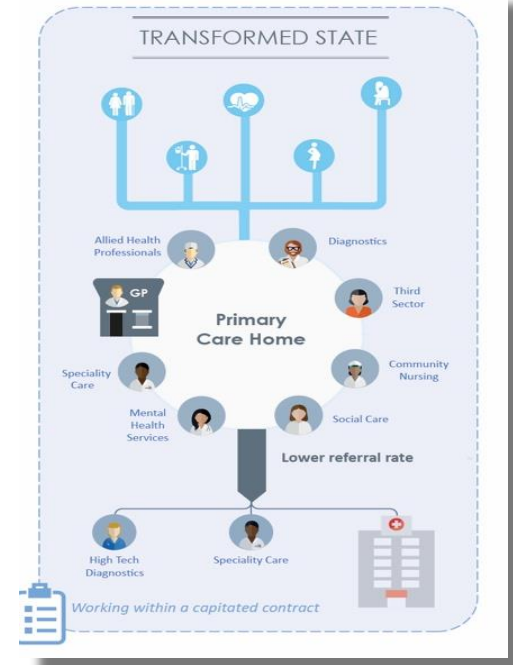 TRANSFORMED STATE
Allied Health
Professionals
Diagnostics
GP
Third
Sector
Primary
Care Home
Speciality
Care
Community
Nursing
Mental
Health
Services
Social Care
Lower referral rate
High Tech
Diagnostics
Speciality Care
Working within a capitated contract